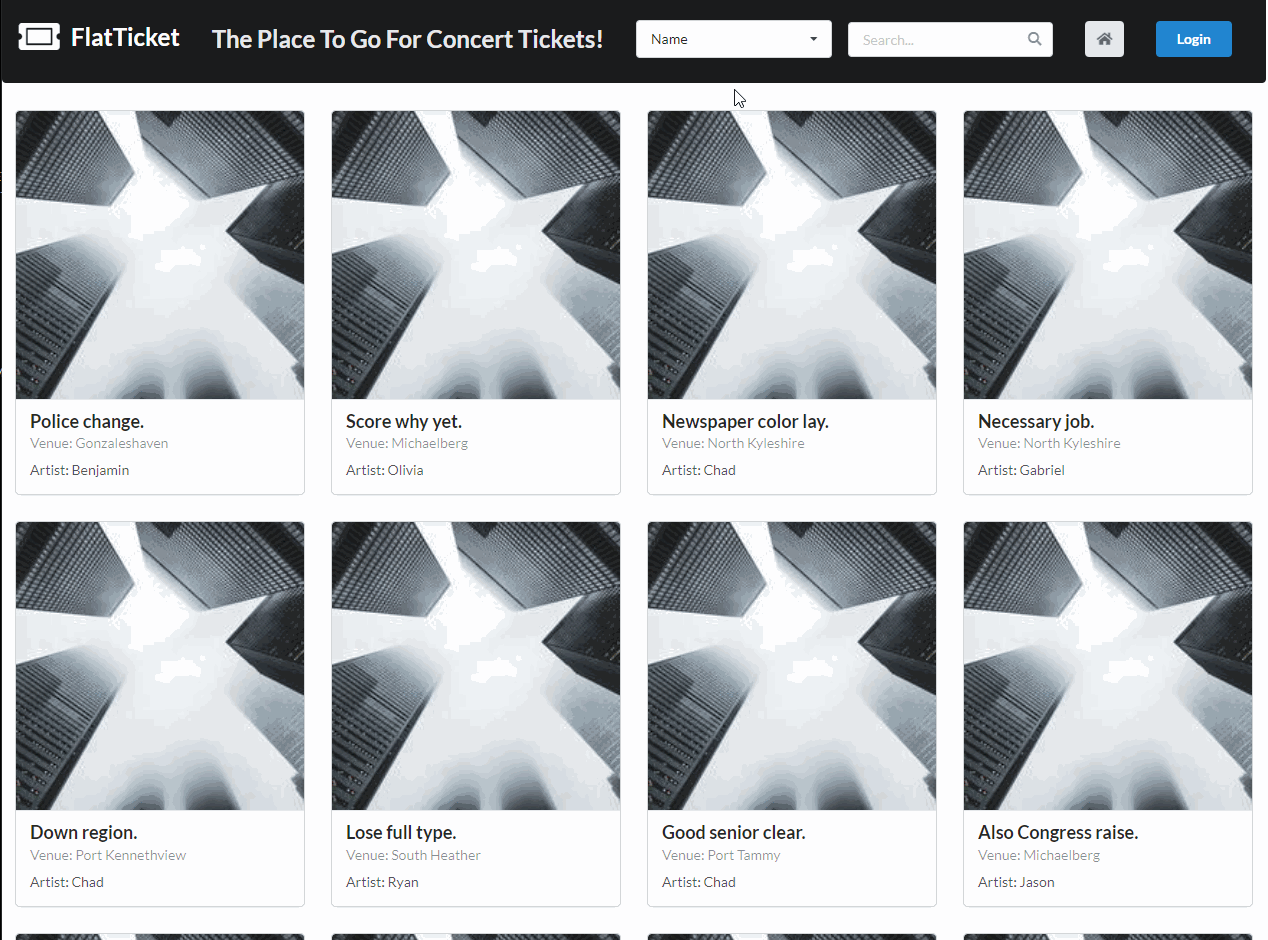 FlatTicket
The Place To Go For Concert Tickets!
Name
Search...
Login
Police change.
Venue: Gonzaleshaven
Artist: Benjamin
Score why yet.
Venue: Michaelberg
Artist: Olivia
Newspaper color lay.
Venue: North Kyleshire
Artist: Chad
Necessary job.
Venue: North Kyleshire
Artist: Gabriel
Down region.
Venue: Port Kennethview
Artist: Chad
Lose full type.
Venue: South Heather
Artist: Ryan
Good senior clear.
Venue: Port Tammy
Artist: Chad
Also Congress raise.
Venue: Michaelberg
Artist: Jason